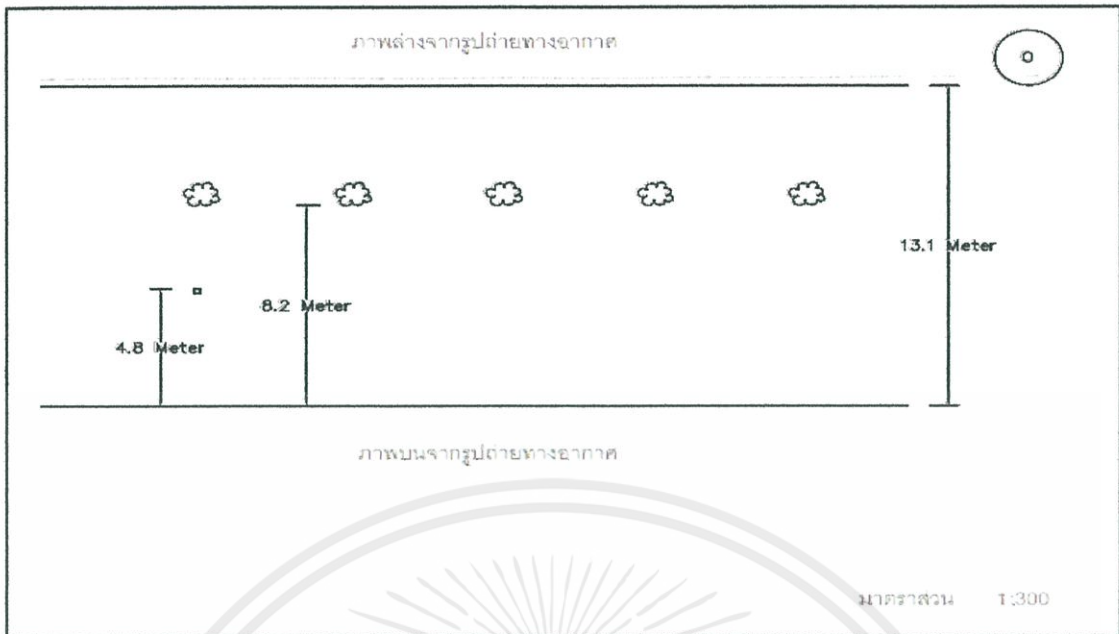 ภาพล่างจากรูปถ่ายทางอากาศ
13.1 Meter
8.2 Meter
4.8 Meter
ภาพบนจากรูปถ่ายทางอากาศ
มาตราส่วน 1:300